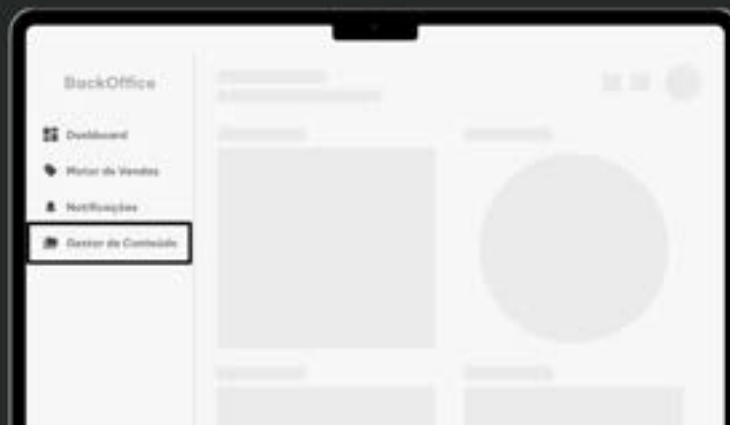 BackOffice
Dashboard
Motor de Vendas
Notificações
Gestor de Conteúdo